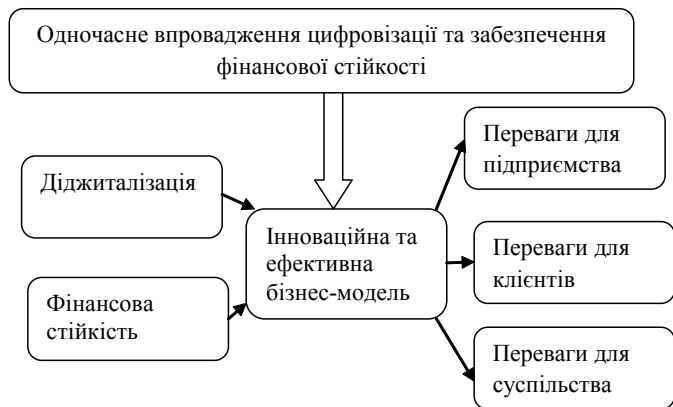 Одночасне впровадження цифровізації та забезпечення
фінансової стійкості
Діджиталізація
Фінансова
стійкість
Інноваційна та
ефективна
бізнес-модель
Переваги для
підприємства
Переваги для
клієнтів
Переваги для
суспільства